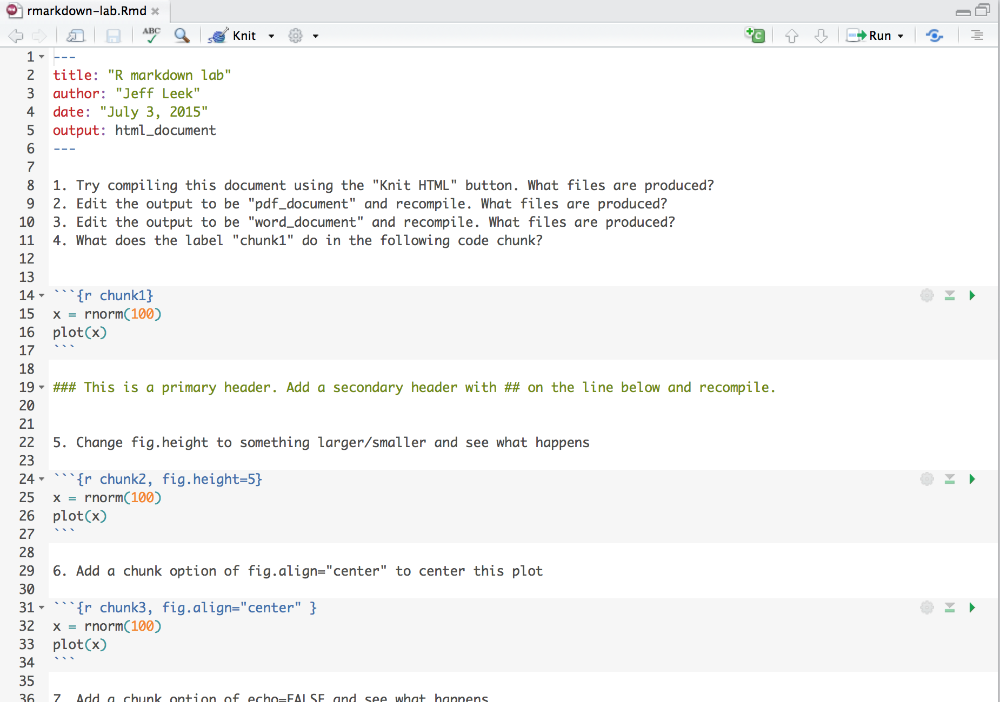 rmarkdown-lab.Rmd
ABC Knit C Run
1 ---
2 title: "R markdown lab"
3 author: "Jeff Leek"
4 date: "July 3, 2015"
5 output: html_document
6 ---
7
8 1. Try compiling this document using the "Knit HTML" button. What files are produced?
9 2. Edit the output to be "pdf_document" and recompile. What files are produced?
10 3. Edit the output to be "word_document" and recompile. What files are produced?
11 4. What does the label "chunk1" do in the following code chunk?
12
13
14 ```{r chunk1}
15 x = rnorm(100)
16 plot(x)
17 ```
18
19 ### This is a primary header. Add a secondary header with ## on the line below and recompile.
20
21
22 5. Change fig.height to something larger/smaller and see what happens
23
24 ```{r chunk2, fig.height=5}
25 x = rnorm(100)
26 plot(x)
27 ```
28
29 6. Add a chunk option of fig.align="center" to center this plot
30
31 ```{r chunk3, fig.align="center" }
32 x = rnorm(100)
33 plot(x)
34 ```
35
36 7. Add a chunk option of echo=FALSE and see what happens